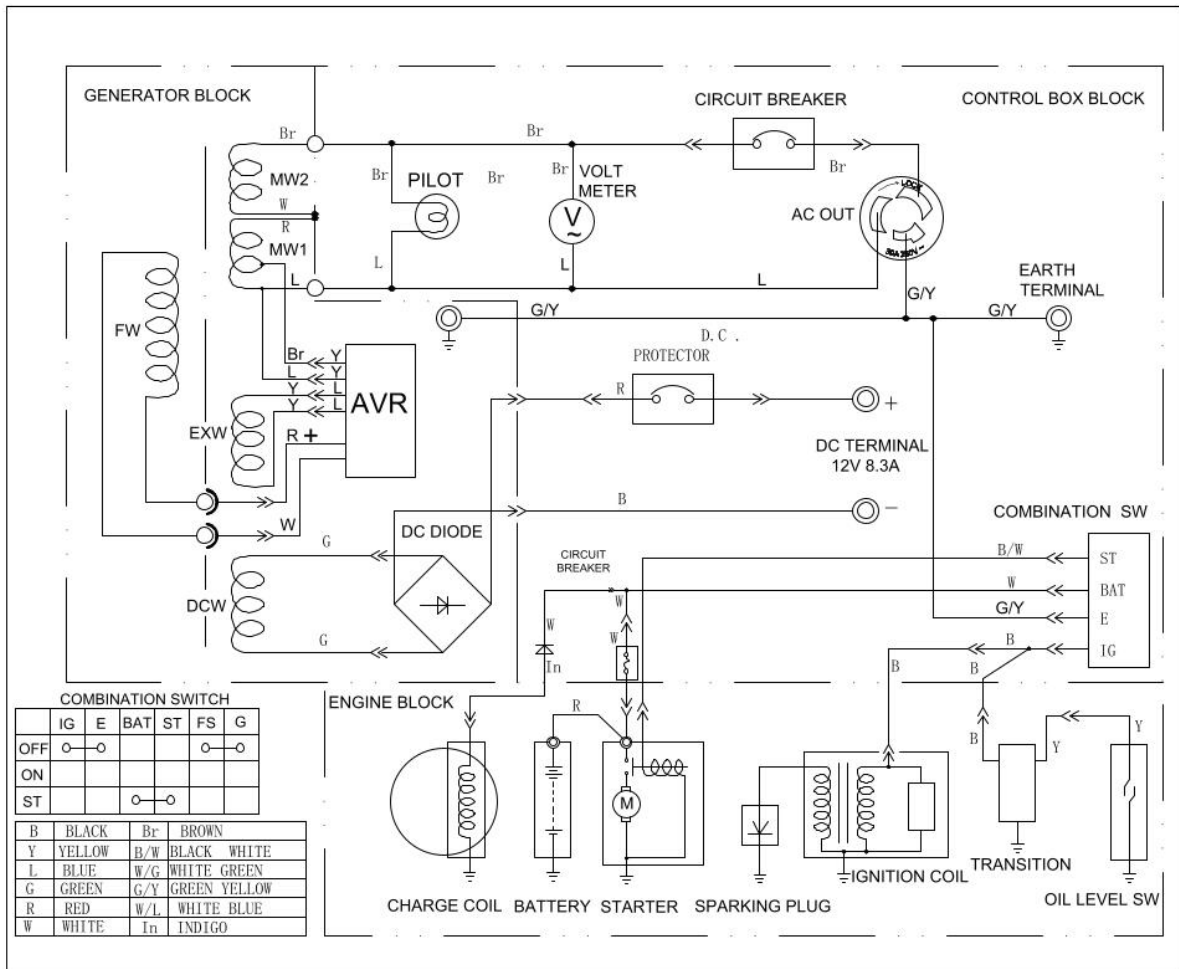 GENERATOR BLOCK
CIRCUIT BREAKER
CONTROL BOX BLOCK
Br
Br
Br
MW2
Br
PILOT
Br
Br
VOLT
METER
W
R
V
~
AC OUT
LOCK
MW1
L
L
L
L
G/Y
EARTH
TERMINAL
FW
G/Y
G/Y
D.C.
PROTECTOR
Br
Y
L
Y
Y
L
Y
L
AVR
R
+
EXW
R +
DC TERMINAL
12V 8.3A
B
−
W
DC DIODE
COMBINATION SW
G
CIRCUIT
BREAKER
B/W
ST
W
BAT
DCW
W
G/Y
E
W
W
B
IG
G
In
B
B
COMBINATION SWITCH
ENGINE BLOCK
IG E BAT ST FS G
OFF
ON
ST
R
B
Y
Y
M
B BLACK Br BROWN
Y YELLOW B/W BLACK WHITE
L BLUE W/G WHITE GREEN
G GREEN G/Y GREEN YELLOW
R RED W/L WHITE BLUE
W WHITE In INDIGO
TRANSITION
IGNITION COIL
CHARGE COIL BATTERY STARTER SPARKING PLUG
OIL LEVEL SW